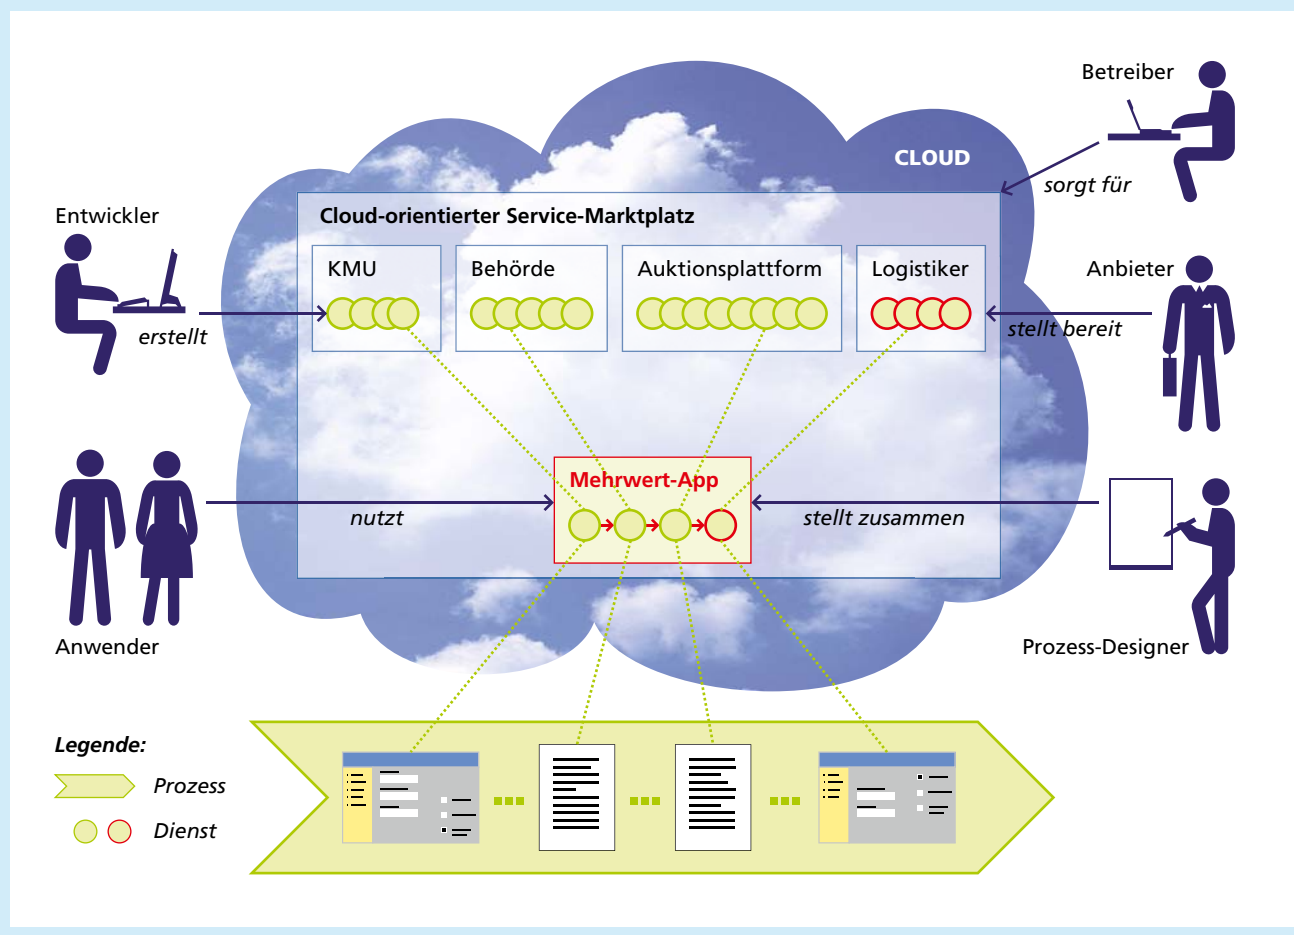 Betreiber
CLOUD
sorgt für
Entwickler
Cloud-orientierter Service-Marktplatz
KMU
Behörde
Auktionsplattform
Logistiker
Anbieter
erstellt
stellt bereit
Mehrwert-App
nutzt
stellt zusammen
Anwender
Prozess-Designer
Legende:
Prozess
Dienst